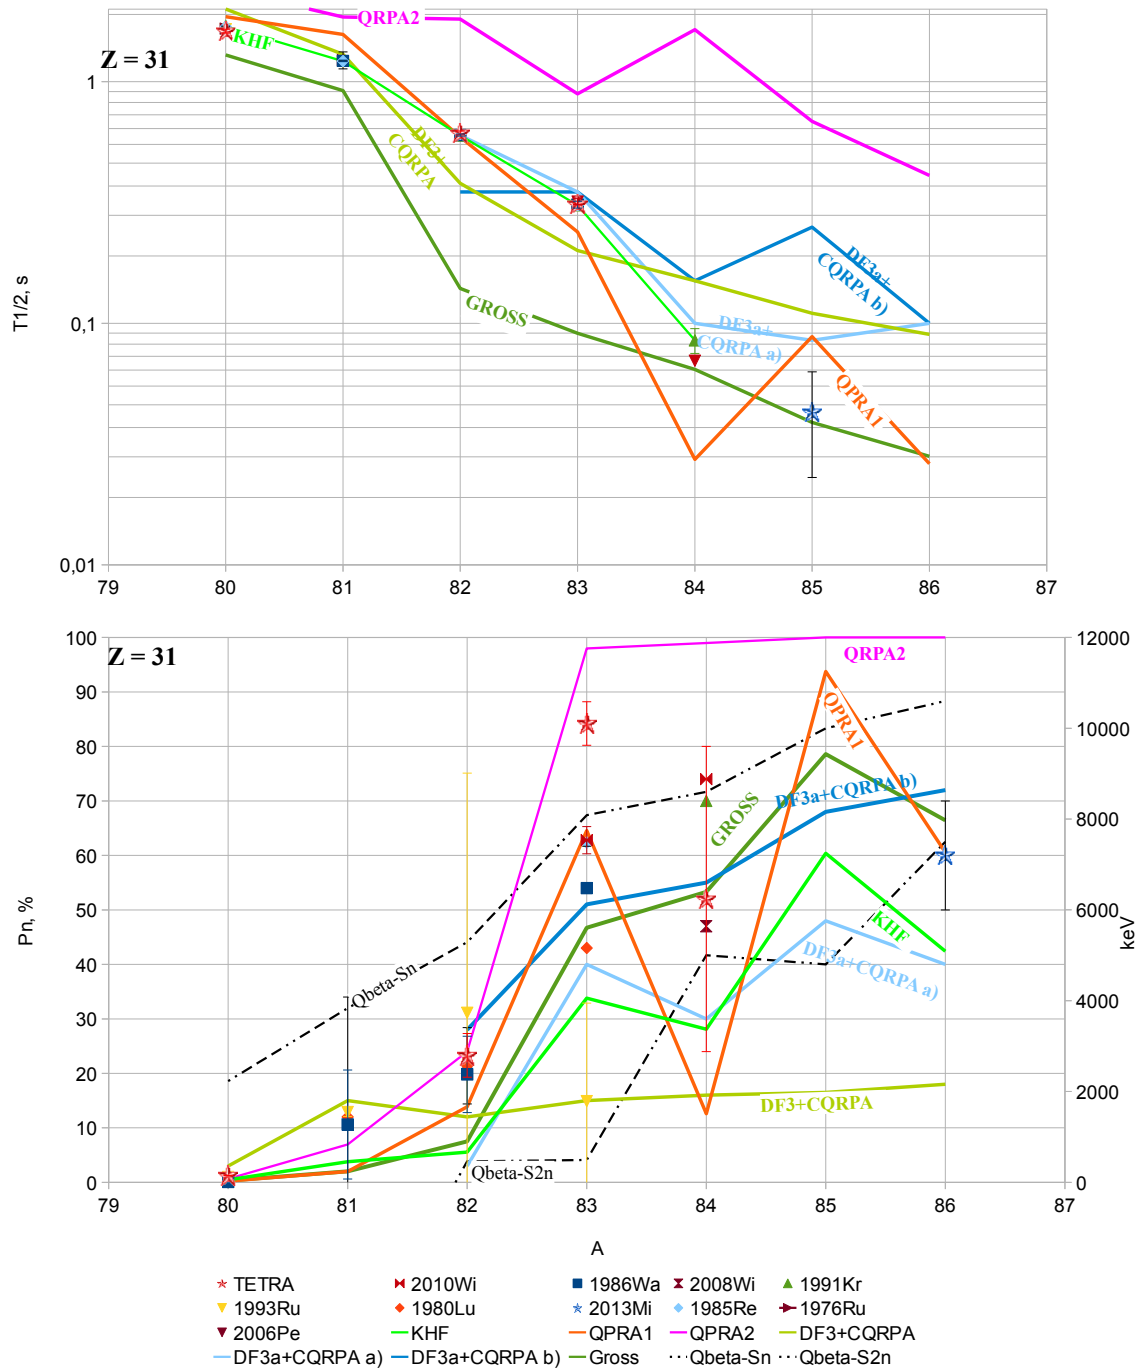 QRPA2
KHF
Z = 31
1
DF3+
CQRPA
T1/2, s
GROSS
DF3a+
CQRPA b)
0,1
DF3a+
CQRPA a)
QPRA1
0,01
79 80 81 82 83 84 85 86 87
100 12000
Z = 31
QRPA2
90
QPRA1
10000
80
DF3a+CQRPA b)
70
GROSS
8000
60
Pn, %
50
KHF
6000
keV
Qbeta-Sn
40
DF3a+CQRPA a)
4000
30
20
2000
10
DF3+CQRPA
Qbeta-S2n
0 0
79 80 81 82 83 84 85 86 87
A
TETRA 2010Wi 1986Wa 2008Wi 1991Kr
1993Ru 1980Lu 2013Mi 1985Re 1976Ru
2006Pe KHF QPRA1 QPRA2 DF3+CQRPA
DF3a+CQRPA a) DF3a+CQRPA b) Gross Qbeta-Sn Qbeta-S2n